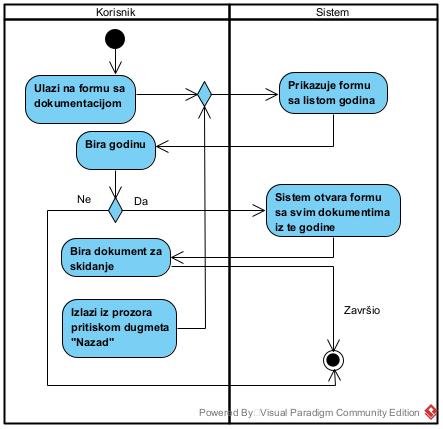 Korisnik
Sistem
Ulazi na formu sa
dokumentacijom
Prikazuje formu
sa listom godina
Bira godinu
Ne
Da
Sistem otvara formu
sa svim dokumentima
iz te godine
Bira dokument za
skidanje
Izlazi iz prozora
pritiskom dugmeta
"Nazad"
Završio
Powered By Visual Paradigm Community Edition